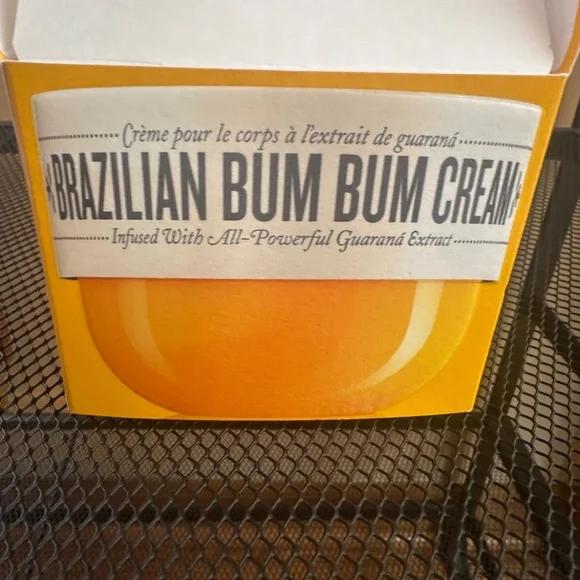 Crème pour le corps à l'extrait de guaraná
BRAZILIAN BUM BUM CREAM
Infused With All-Powerful Guaraná Extract